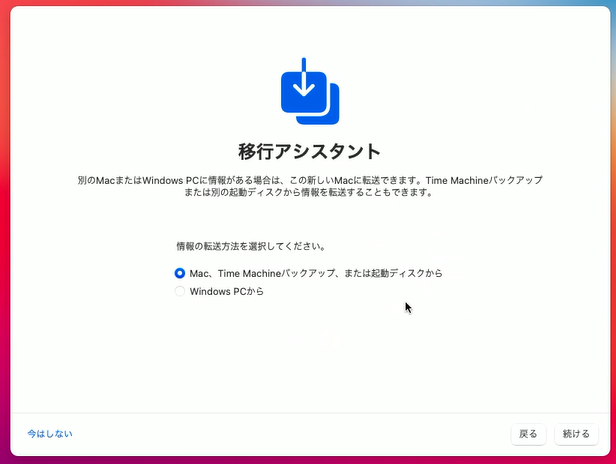 移行アシスタント
別のMacまたはWindows PCに情報がある場合は、この新しいMacに転送できます。Time Machineバックアップ
または別の起動ディスクから情報を転送することもできます。
情報の転送方法を選択してください。
Mac、Time Machineバックアップ、または起動ディスクから
Windows PCから
今はしない
戻る
続ける